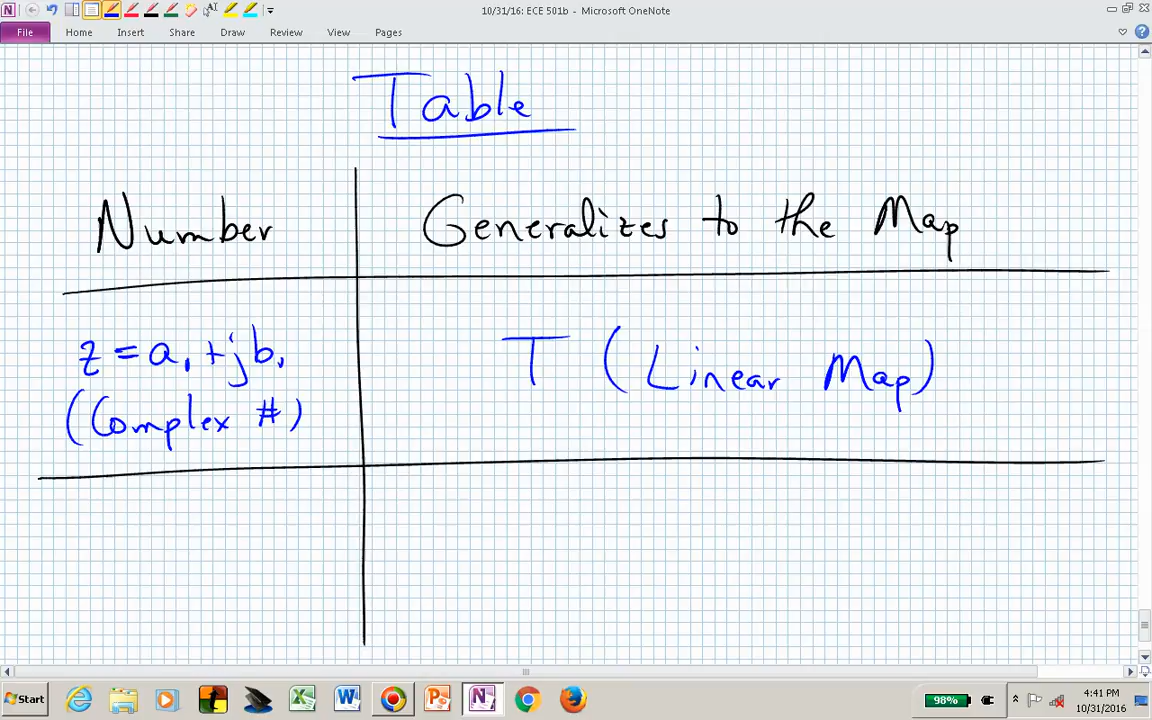 10/31/16: ECE 501b - Microsoft OneNote
File Home Insert Share Draw Review View Pages
Table
Number Generalizes to the Map
z = a₁ + jb₁ T (Linear Map)
(Complex #)
Start 98% 4:41 PM
10/31/2016